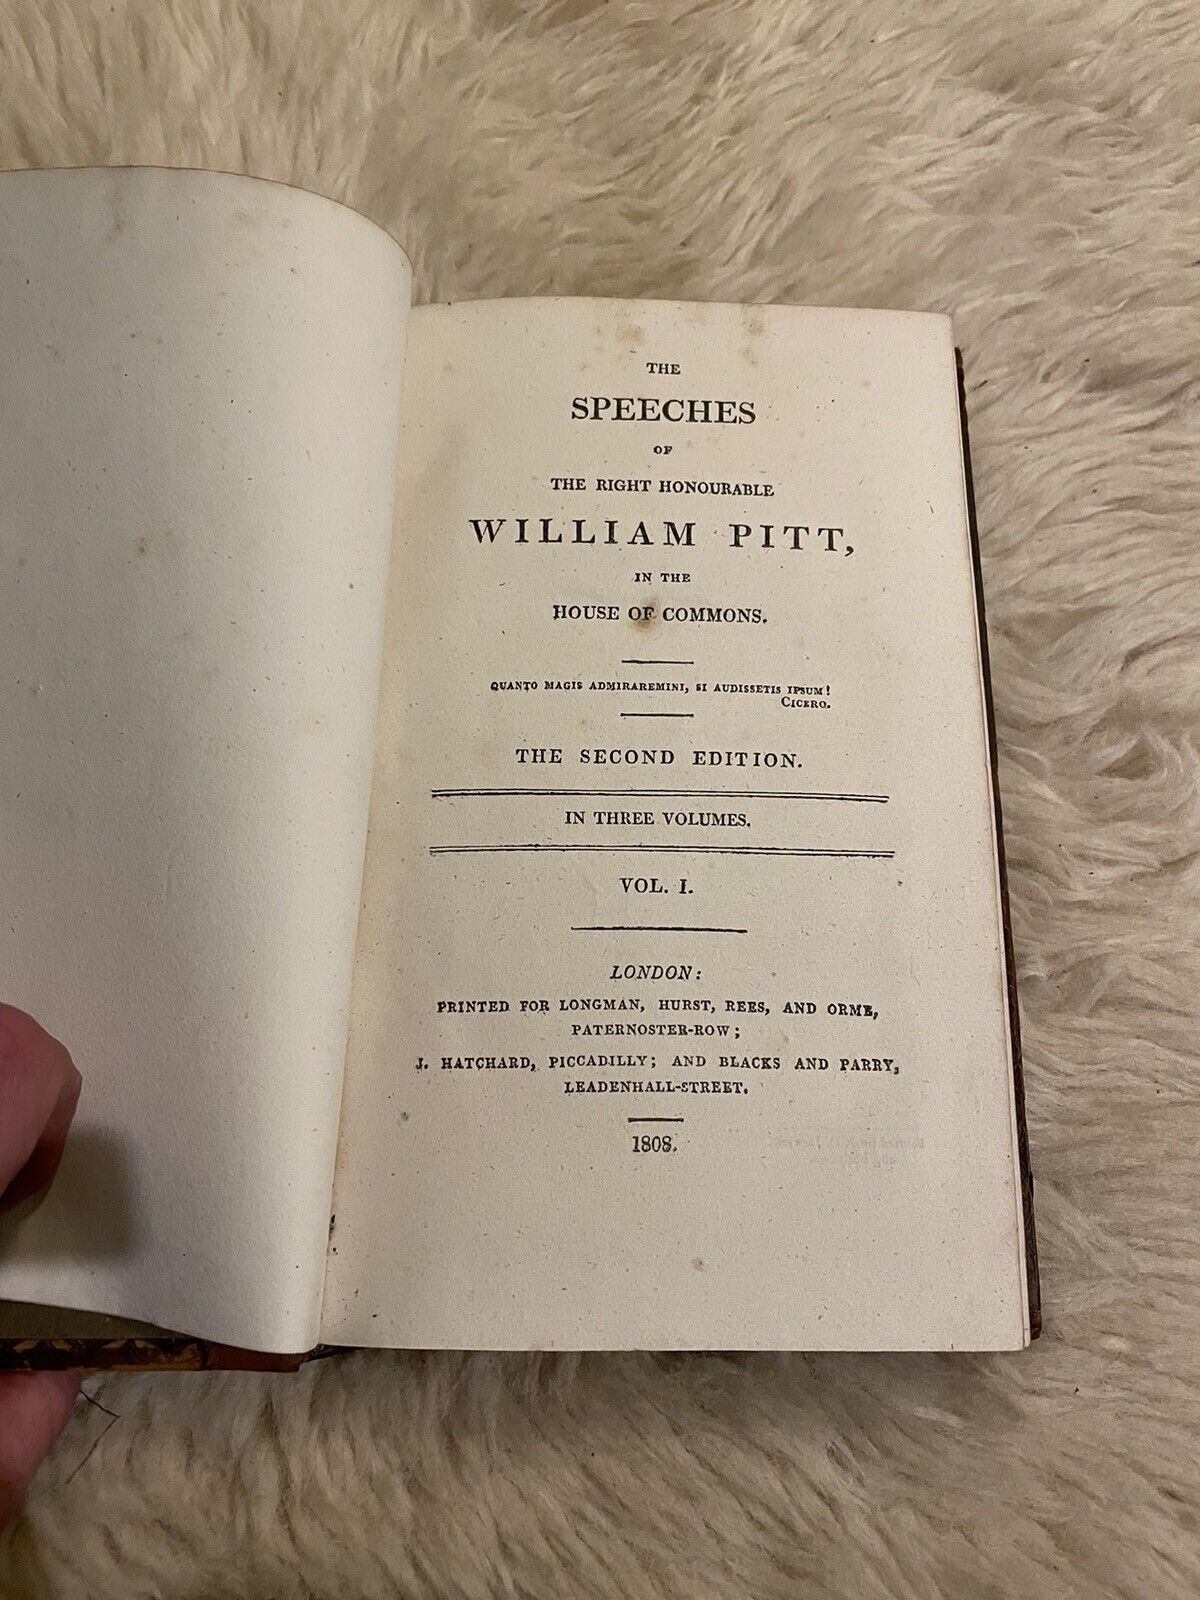 THE
SPEECHES
OF
THE RIGHT HONOURABLE
WILLIAM PITT,
IN THE
HOUSE OF COMMONS.
QUANTO MAGIS ADMIRAREMINI, SI AUDISSETIS IPSUM!
CICERO.
THE SECOND EDITION.
IN THREE VOLUMES.
VOL. I.
LONDON:
PRINTED FOR LONGMAN, HURST, REES, AND ORME,
PATERNOSTER-ROW;
J. HATCHARD, PICCADILLY; AND BLACKS AND PARRY,
LEADENHALL-STREET.
1808.